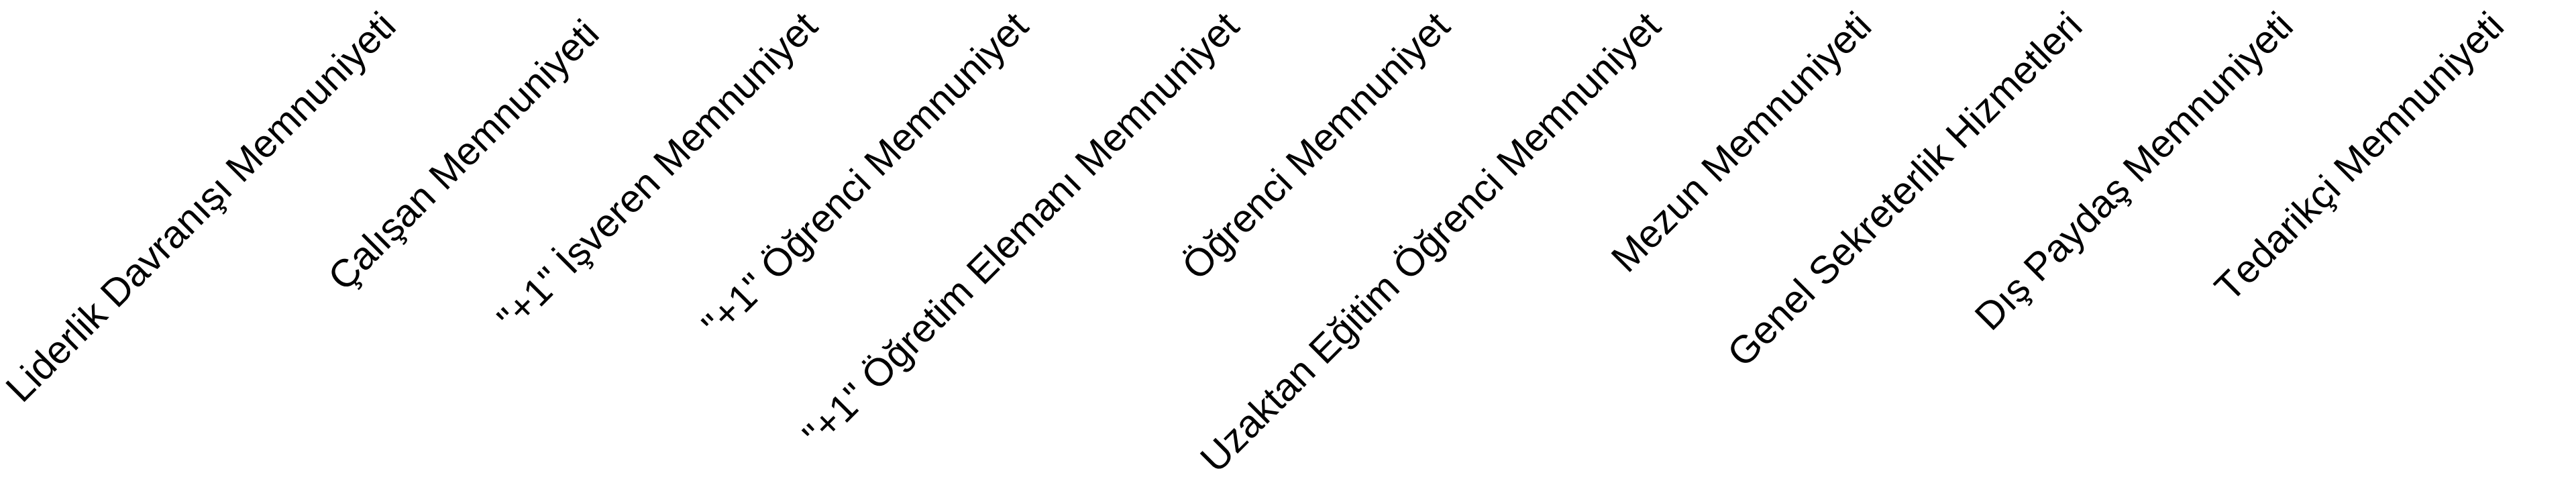 Liderlik Davranışı Memnuniyeti
Çalışan Memnuniyeti
"+1" İşveren Memnuniyet
"+1" Öğrenci Memnuniyet
"+1" Öğretim Elemanı Memnuniyet
Öğrenci Memnuniyet
Uzaktan Eğitim Öğrenci Memnuniyet
Mezun Memnuniyeti
Genel Sekreterlik Hizmetleri
Dış Paydaş Memnuniyeti
Tedarikçi Memnuniyeti